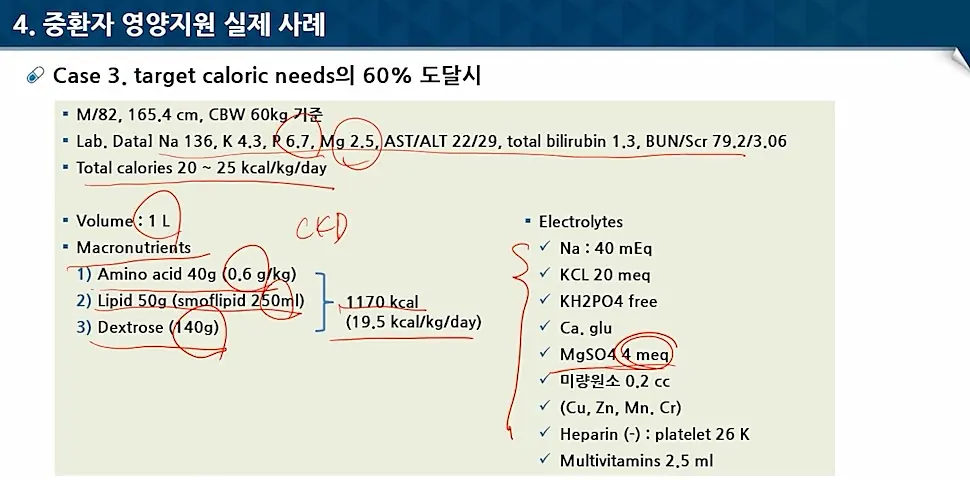 4. 중환자 영양지원 실제 사례
Case 3. target caloric needs의 60% 도달시
M/82, 165.4 cm, CBW 60kg 기준
Lab. Data] Na 136, K 4.3, P 6.7, Mg 2.5, AST/ALT 22/29, total bilirubin 1.3, BUN/Scr 79.2/3.06
Total calories 20 ~ 25 kcal/kg/day
Volume : 1 L
CKD
Macronutrients
1) Amino acid 40g (0.6 g/kg)
2) Lipid 50g (smoflipid 250ml)
3) Dextrose (140g)
1170 kcal
(19.5 kcal/kg/day)
Electrolytes
Na : 40 mEq
KCL 20 meq
KH2PO4 free
Ca. glu
MgSO4 4 meq
미량원소 0.2 cc
(Cu, Zn, Mn. Cr)
Heparin (-) : platelet 26 K
Multivitamins 2.5 ml